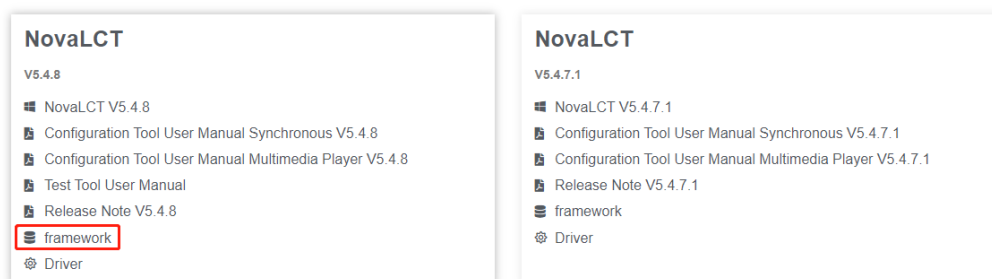 NovaLCT
V5.4.8
NovaLCT V5.4.8
Configuration Tool User Manual Synchronous V5.4.8
Configuration Tool User Manual Multimedia Player V5.4.8
Test Tool User Manual
Release Note V5.4.8
framework
Driver
NovaLCT
V5.4.7.1
NovaLCT V5.4.7.1
Configuration Tool User Manual Synchronous V5.4.7.1
Configuration Tool User Manual Multimedia Player V5.4.7.1
Release Note V5.4.7.1
framework
Driver